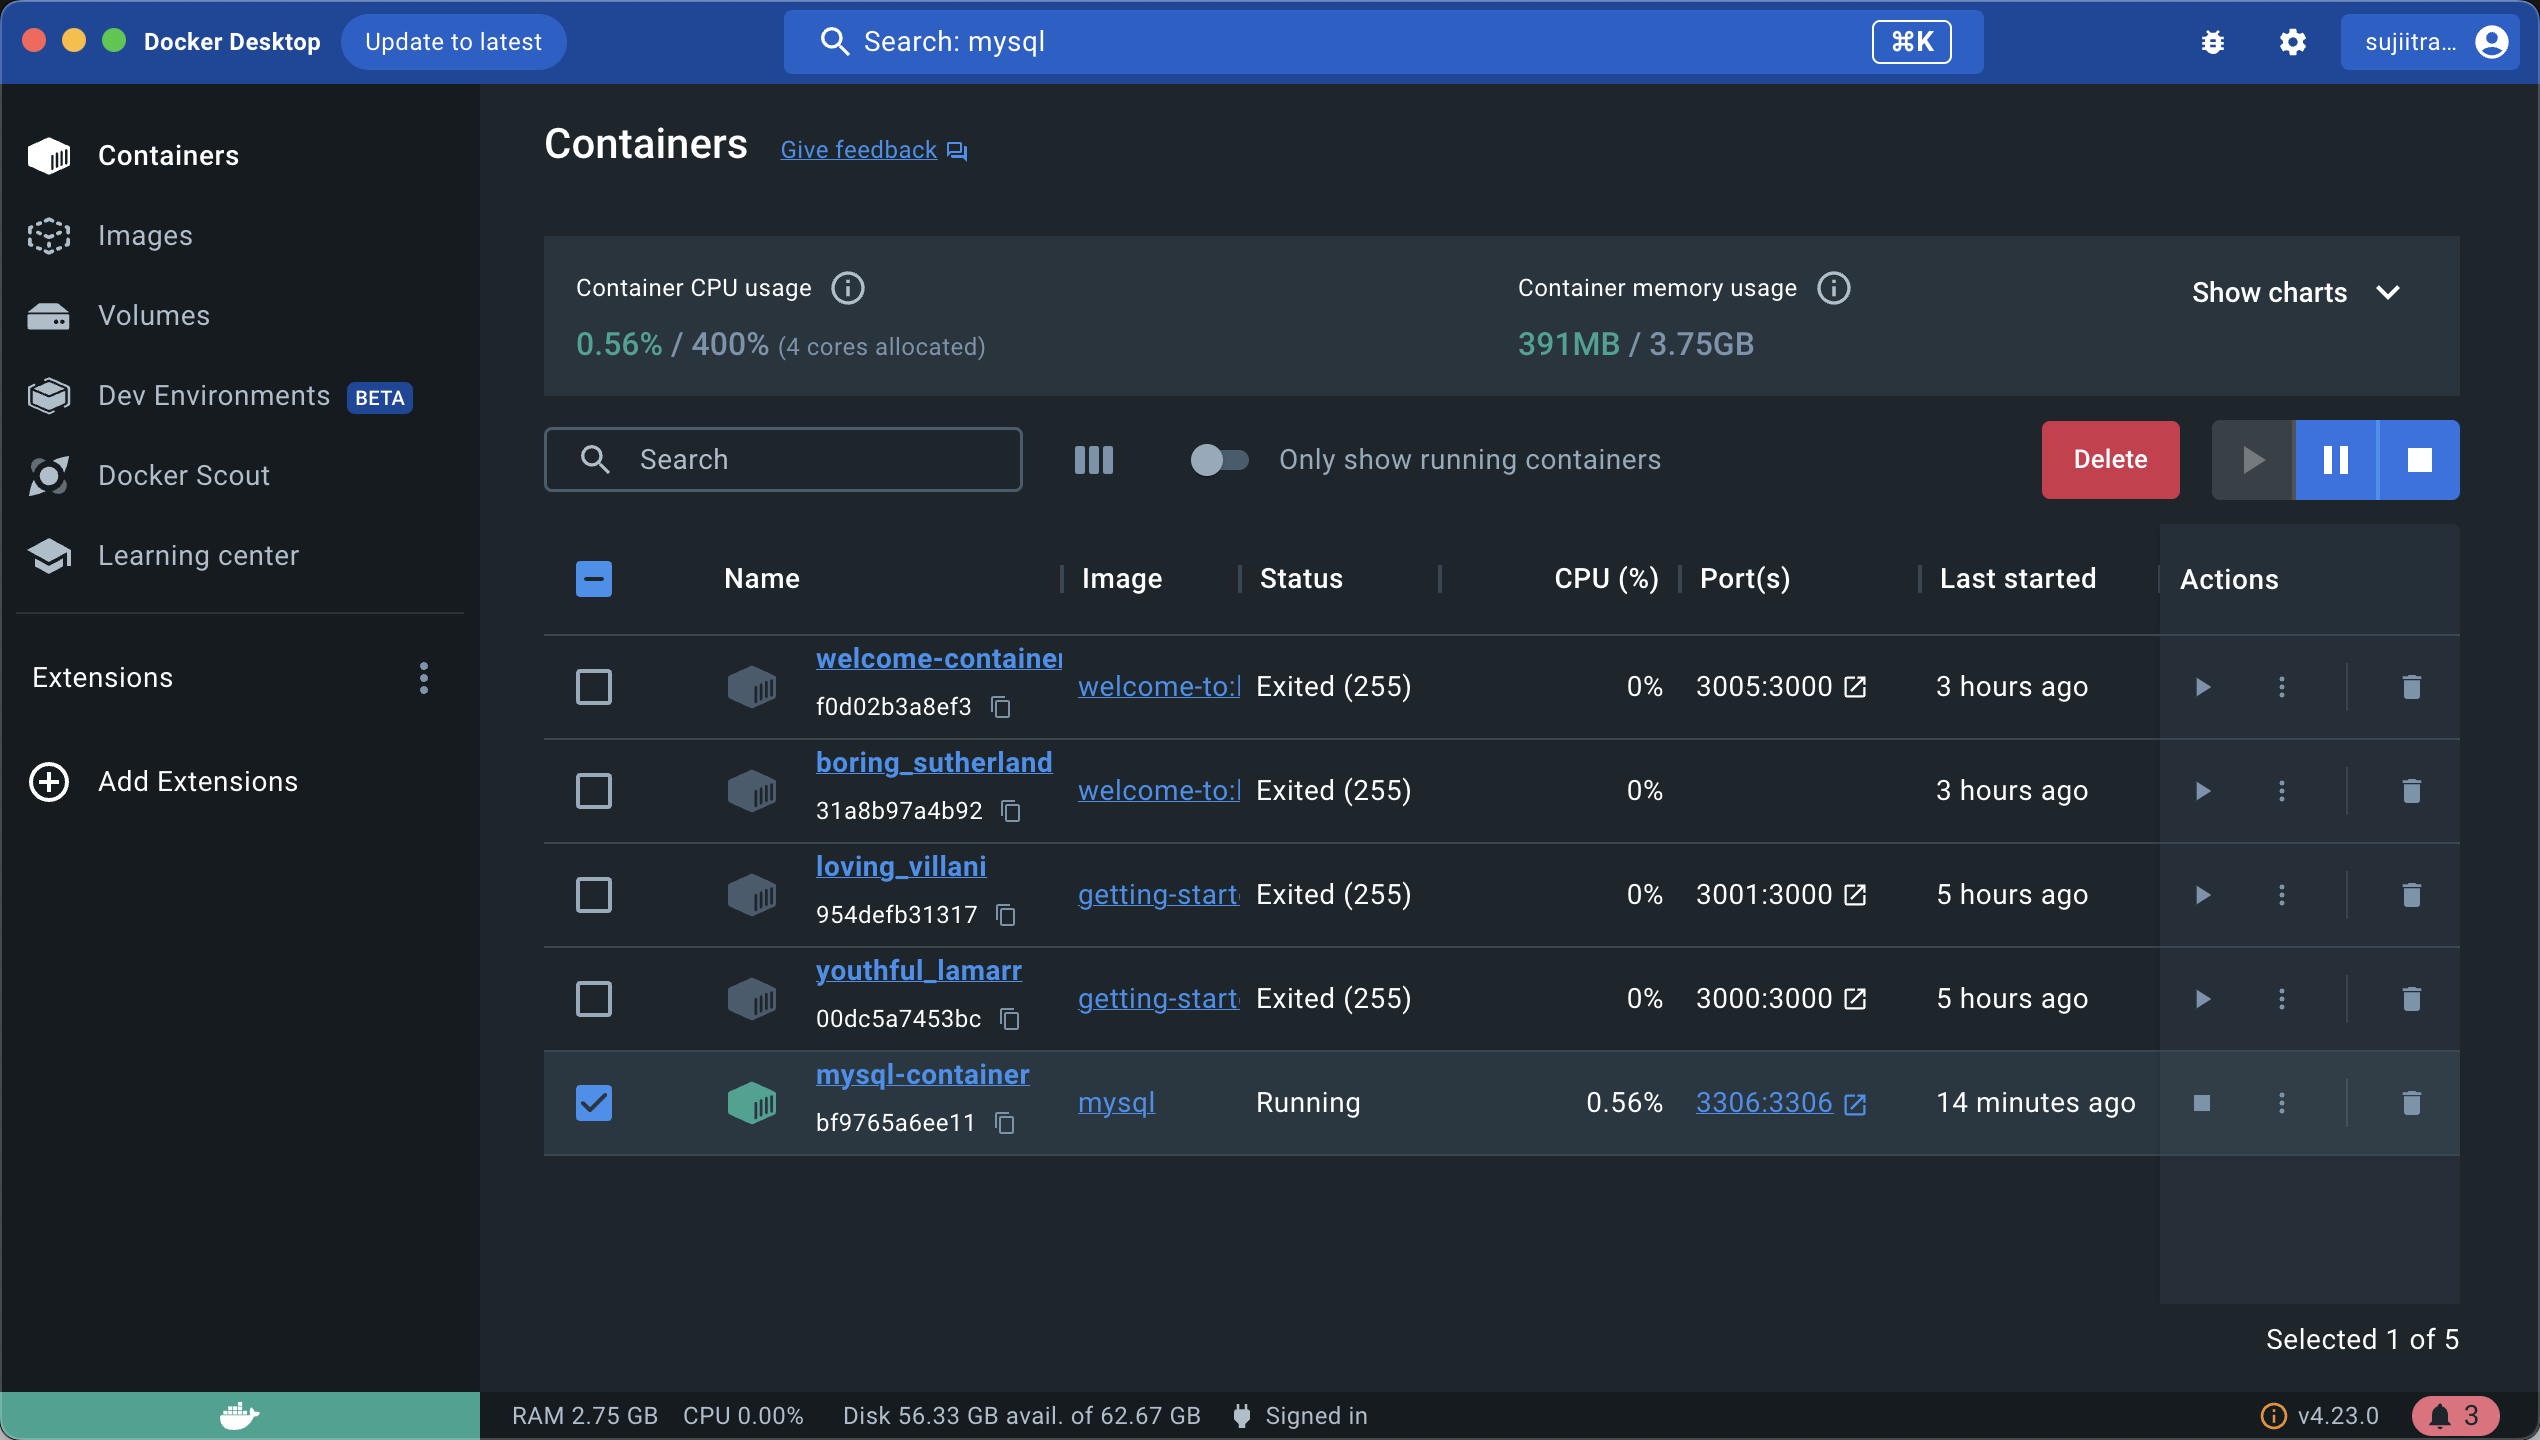 Docker Desktop
Update to latest
Search: mysql
⌘K
sujiitra...
Containers
Images
Volumes
Dev Environments BETA
Docker Scout
Learning center
Extensions
Add Extensions
Containers
Give feedback
Container CPU usage
0.56% / 400% (4 cores allocated)
Container memory usage
391MB / 3.75GB
Show charts
Search
Only show running containers
Delete
Name Image Status CPU (%) Port(s) Last started Actions
welcome-container
f0d02b3a8ef3
welcome-to: Exited (255) 0% 3005:3000 3 hours ago
boring_sutherland
31a8b97a4b92
welcome-to: Exited (255) 0% 3 hours ago
loving_villani
954defb31317
getting-start Exited (255) 0% 3001:3000 5 hours ago
youthful_lamarr
00dc5a7453bc
getting-start Exited (255) 0% 3000:3000 5 hours ago
mysql-container
bf9765a6ee11
mysql Running 0.56% 3306:3306 14 minutes ago
Selected 1 of 5
RAM 2.75 GB CPU 0.00% Disk 56.33 GB avail. of 62.67 GB Signed in
v4.23.0
3